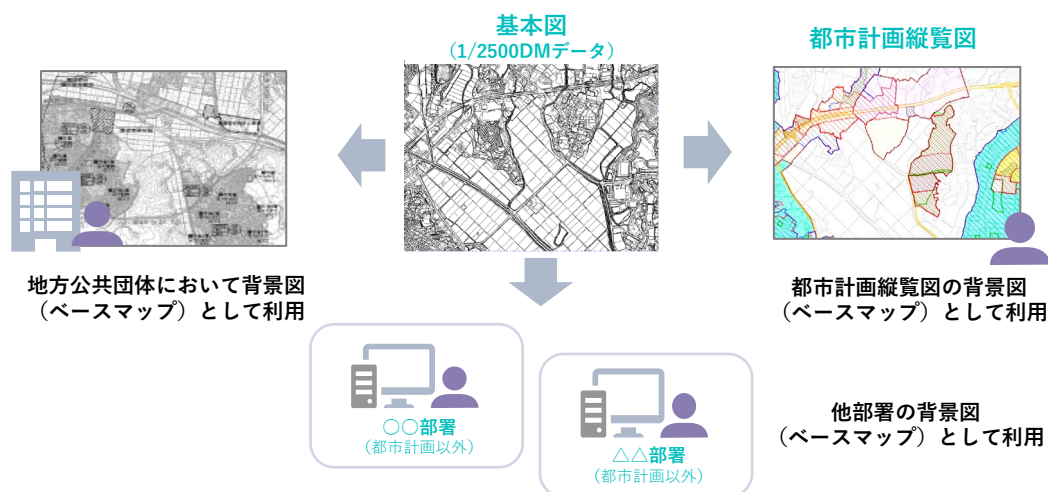 基本図
（1/2500DMデータ）
都市計画縦覧図
地方公共団体において背景図
（ベースマップ）として利用
都市計画縦覧図の背景図
（ベースマップ）として利用
○○部署
（都市計画以外）
△△部署
（都市計画以外）
他部署の背景図
（ベースマップ）として利用